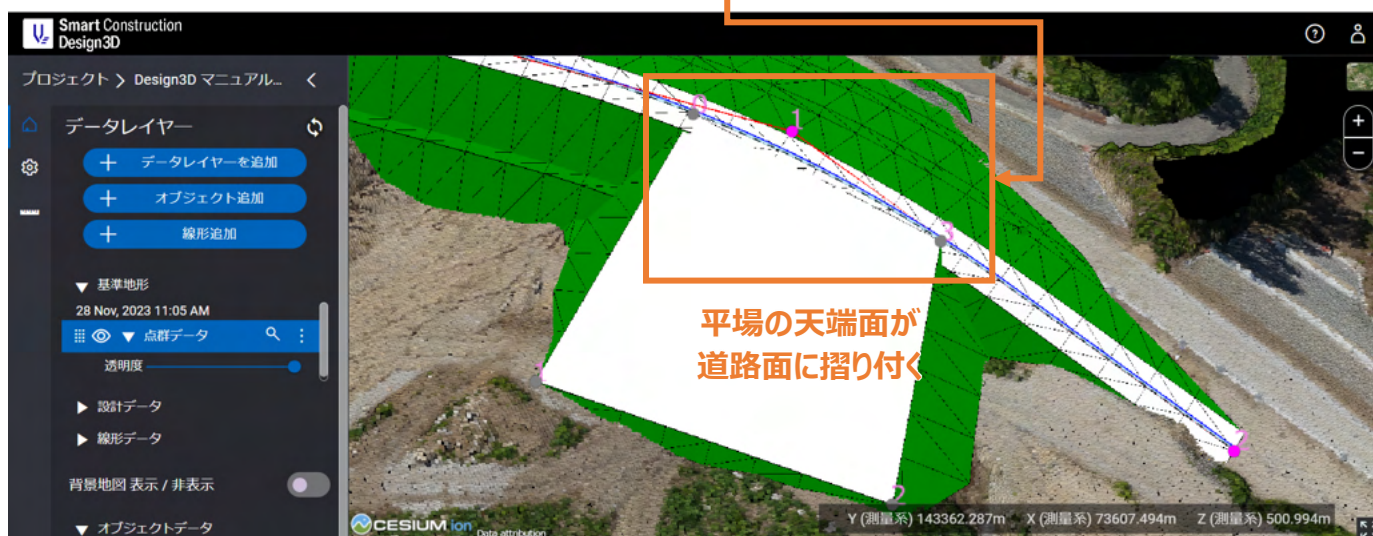 Smart Construction
Design3D
プロジェクト > Design3D マニュアル...
データレイヤー
+ データレイヤーを追加
+ オブジェクト追加
+ 線形追加
▼ 基準地形
28 Nov, 2023 11:05 AM
▼ 点群データ
透明度
▶ 設計データ
▶ 線形データ
背景地図 表示 / 非表示
▼ オブジェクトデータ
0
1
3
2
平場の天端面が
道路面に摺り付く
CESIUM ion
Data attribution
Y (測量系) 143362.287m X (測量系) 73607.494m Z (測量系) 500.994m